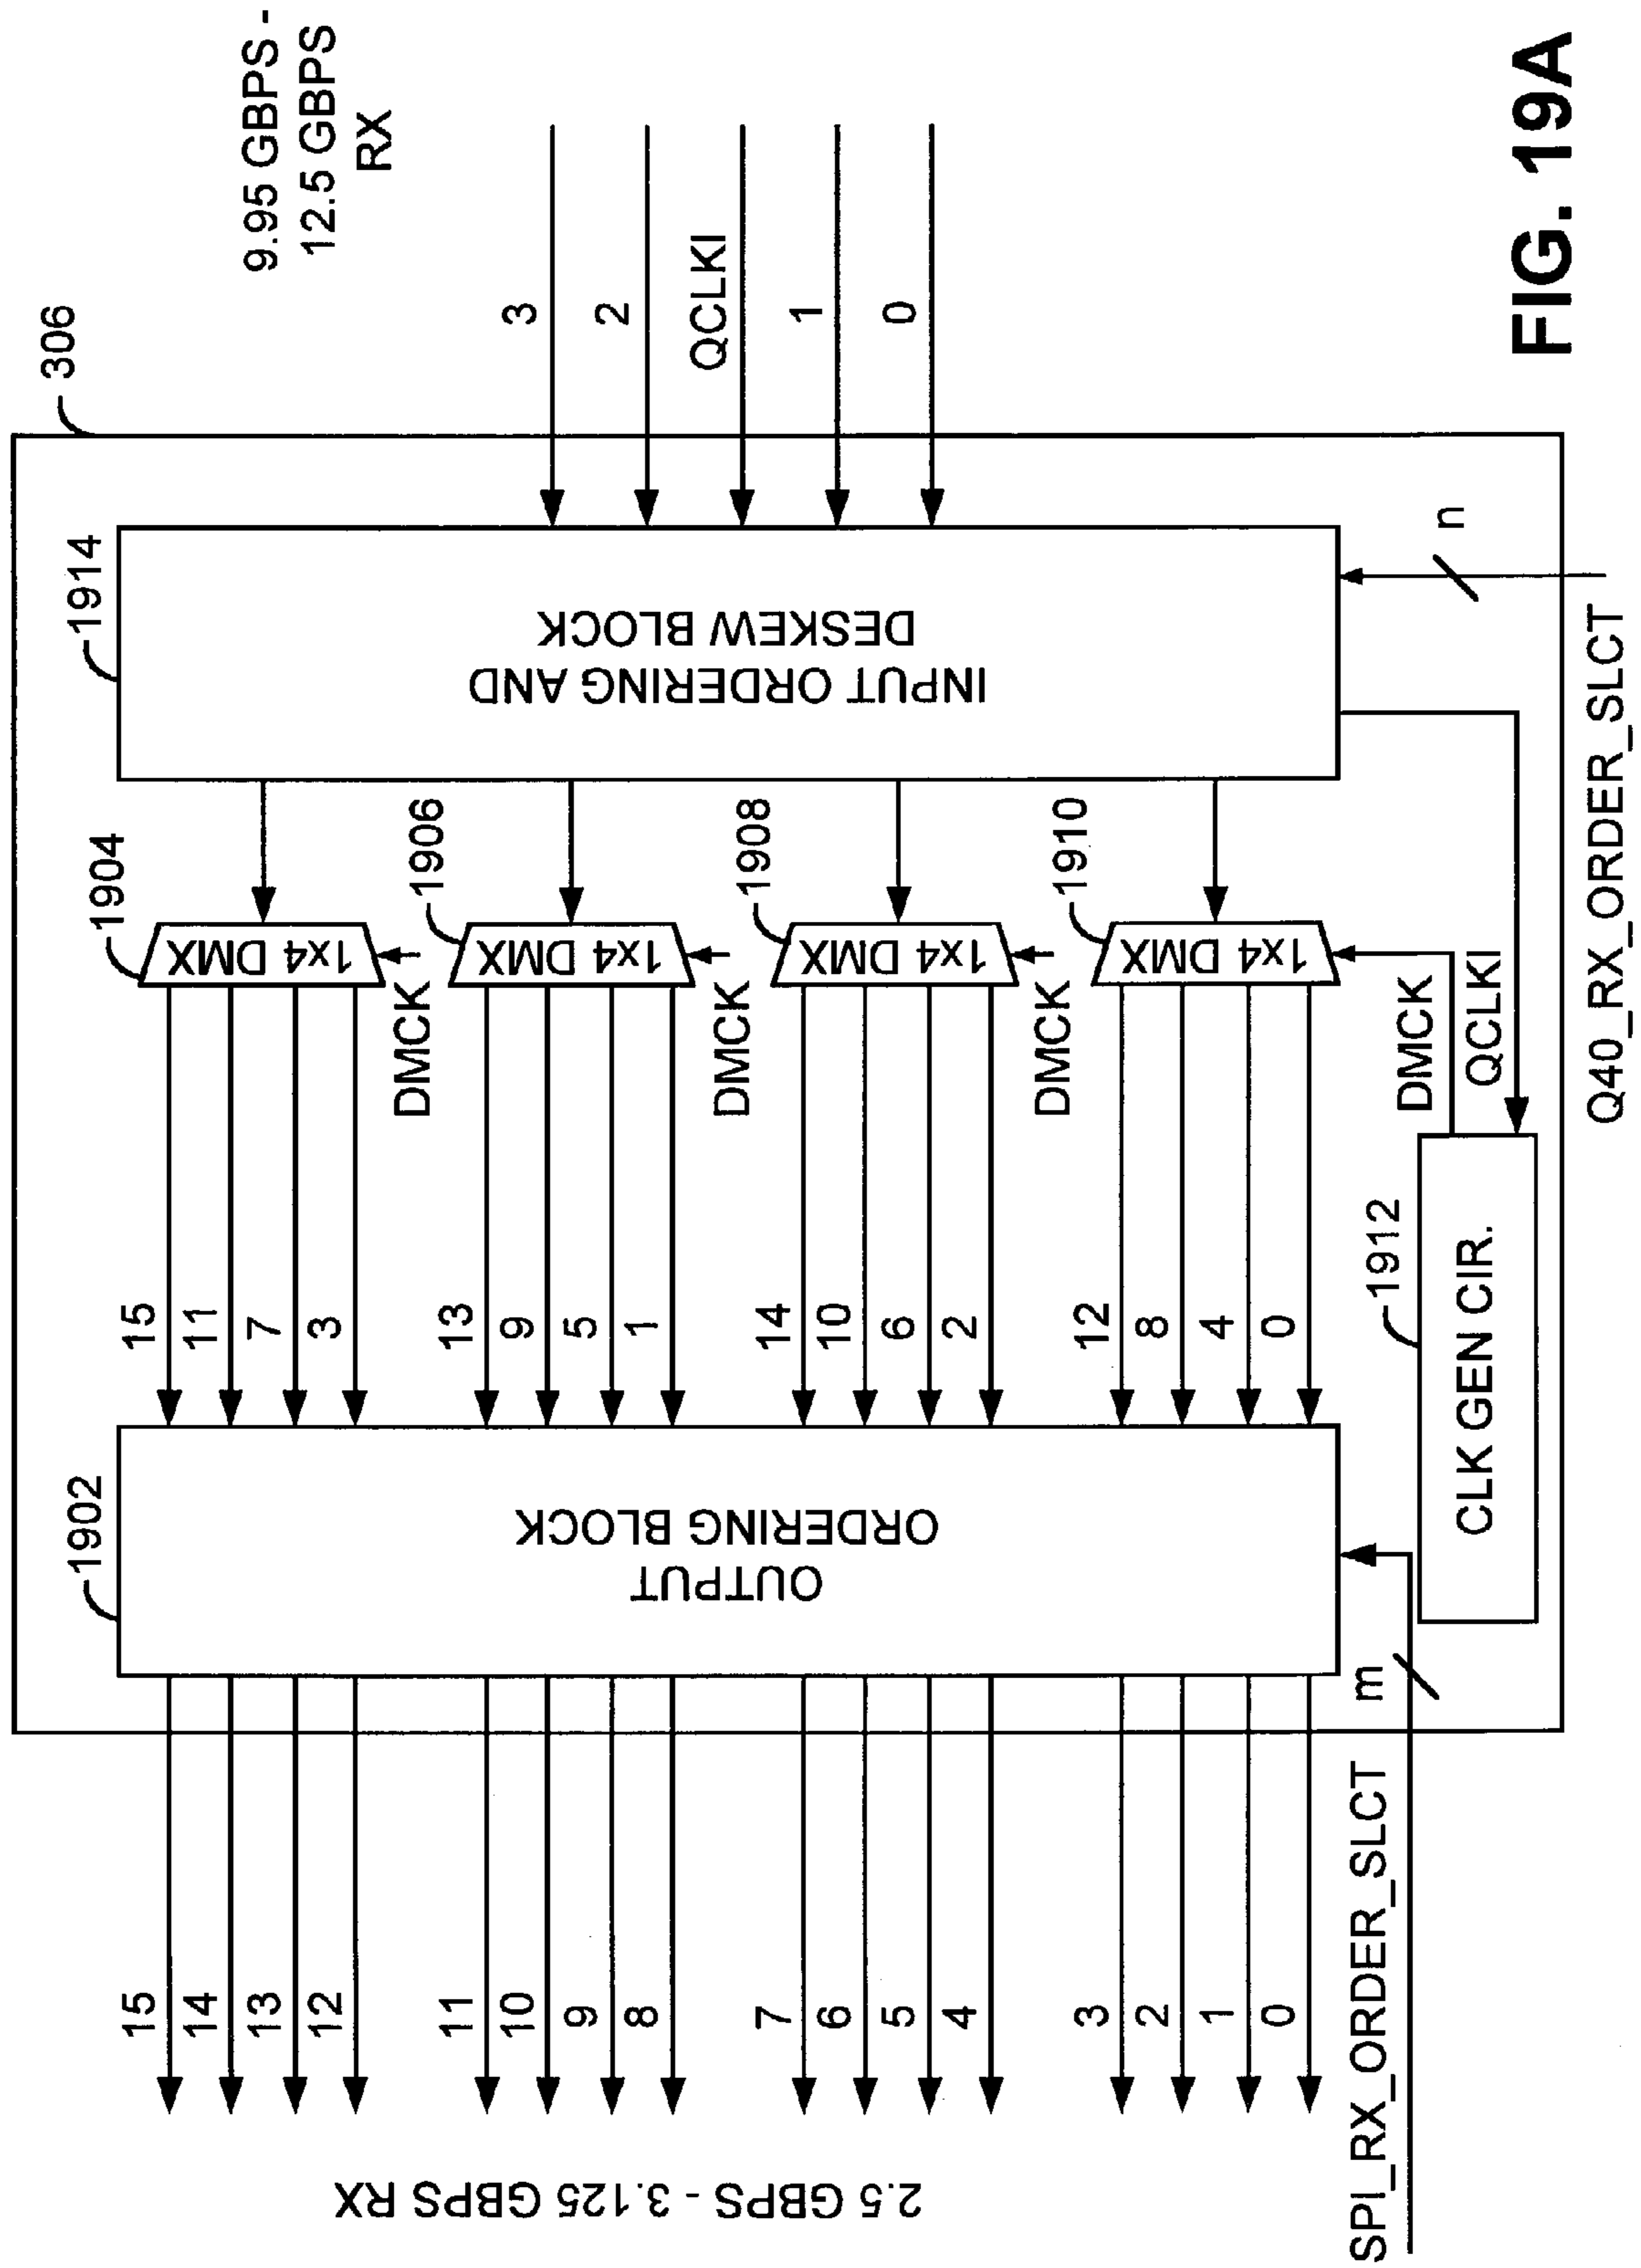 9.95 GBPS -
12.5 GBPS
RX
306
3
2
QCLKI
1
0
1914
INPUT ORDERING AND
DESKEW BLOCK
n
Q40_RX_ORDER_SLCT
1904
1x4 DMX
DMCK
1906
1x4 DMX
DMCK
1908
1x4 DMX
DMCK
1910
1x4 DMX
DMCK
QCLKI
1912
CLK GEN CIR.
15
11
7
3
13
9
5
1
14
10
6
2
12
8
4
0
1902
OUTPUT
ORDERING BLOCK
m
SPI_RX_ORDER_SLCT
15
14
13
12
11
10
9
8
7
6
5
4
3
2
1
0
2.5 GBPS - 3.125 GBPS RX
FIG. 19A